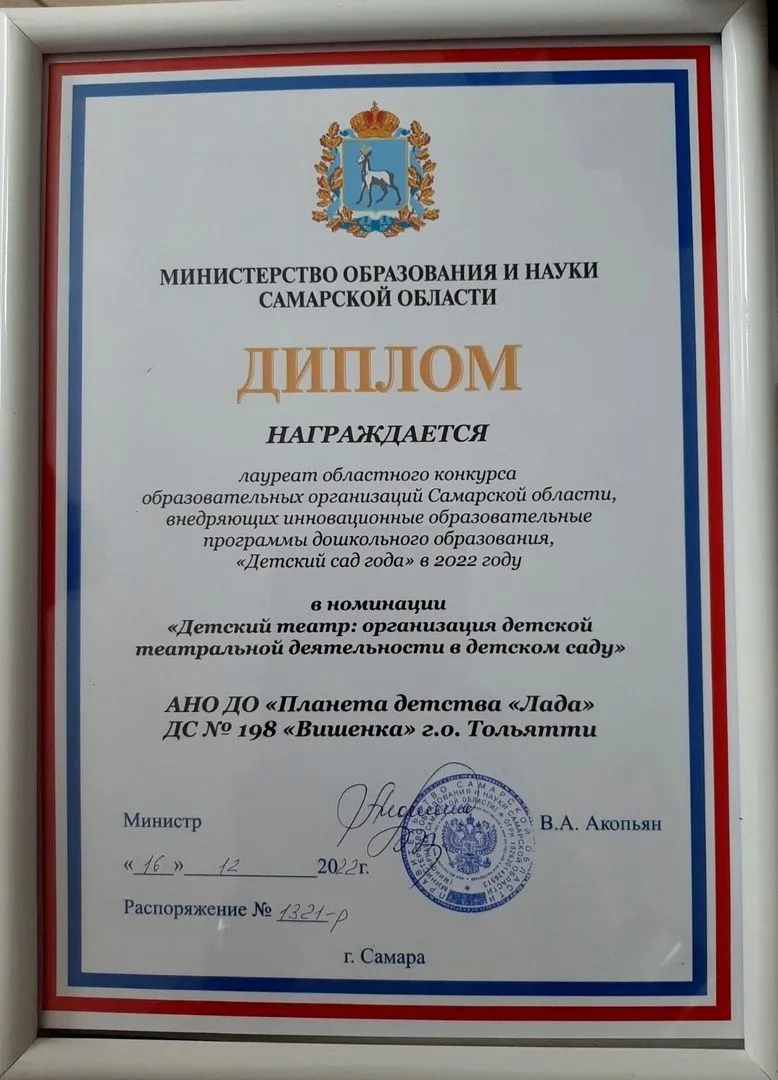 МИНИСТЕРСТВО ОБРАЗОВАНИЯ И НАУКИ
САМАРСКОЙ ОБЛАСТИ
ДИПЛОМ
НАГРАЖДАЕТСЯ
лауреат областного конкурса
образовательных организаций Самарской области,
внедряющих инновационные образовательные
программы дошкольного образования,
«Детский сад года» в 2022 году
в номинации
«Детский театр: организация детской
театральной деятельности в детском саду»
АНО ДО «Планета детства «Лада»
ДС № 198 «Вишенка» г.о. Тольятти
Министр
В.А. Акопьян
«16» 12 2022г.
Распоряжение № 1321-р
г. Самара